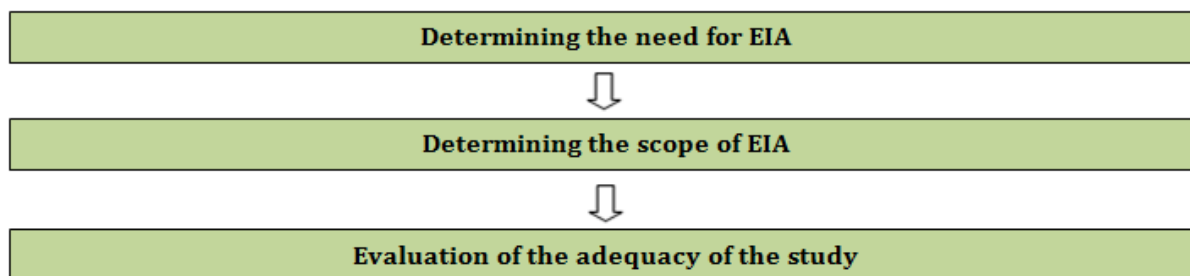 Determining the need for EIA
Determining the scope of EIA
Evaluation of the adequacy of the study